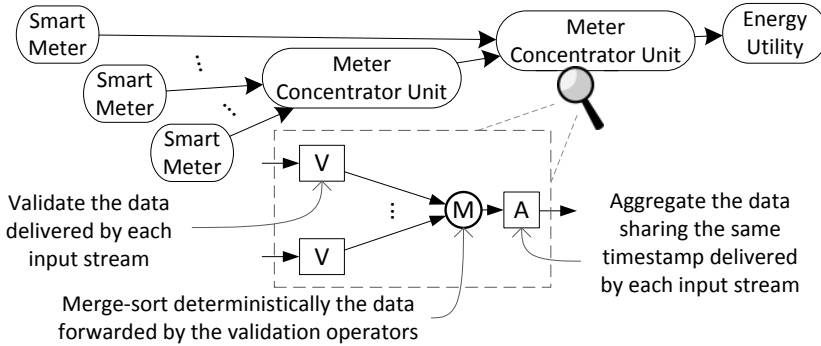 Smart
Meter
Meter
Concentrator Unit
Energy
Utility
Smart
Meter
Meter
Concentrator Unit
...
...
Smart
Meter
V
...
V
M
A
Validate the data
delivered by each
input stream
Aggregate the data
sharing the same
timestamp delivered
by each input stream
Merge-sort deterministically the data
forwarded by the validation operators